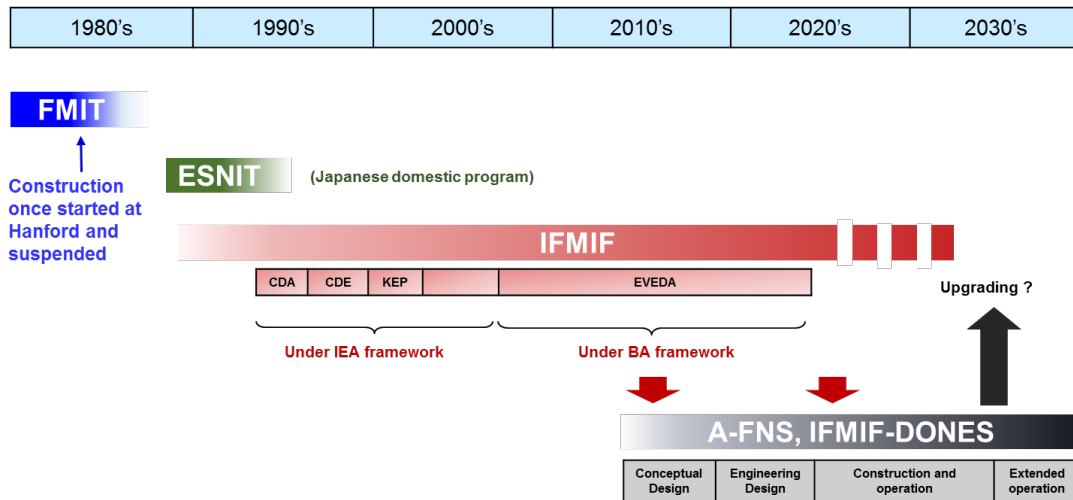 1980's 1990's 2000's 2010's 2020's 2030's
FMIT
Construction
once started at
Hanford and
suspended
ESNIT (Japanese domestic program)
IFMIF
CDA CDE KEP EVEDA
Upgrading ?
Under IEA framework Under BA framework
A-FNS, IFMIF-DONES
Conceptual Engineering Construction and Extended
Design Design operation operation